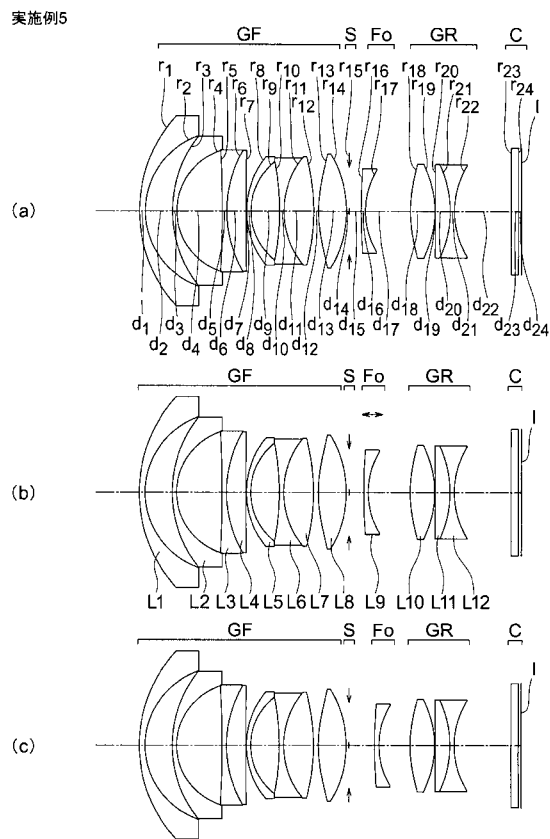 実施例5
GF S Fo GR C
r1 r2 r3 r4 r5 r6 r7 r8 r9 r10 r11 r12 r13 r14 r15 r16 r17 r18 r19 r20 r21 r22 r23 r24 I
(a)
d1 d2 d3 d4 d5 d6 d7 d8 d9 d10 d11 d12 d13 d14 d15 d16 d17 d18 d19 d20 d21 d22 d23 d24
GF S Fo GR C
I
(b)
L1 L2 L3 L4 L5 L6 L7 L8 L9 L10 L11 L12
GF S Fo GR C
I
(c)